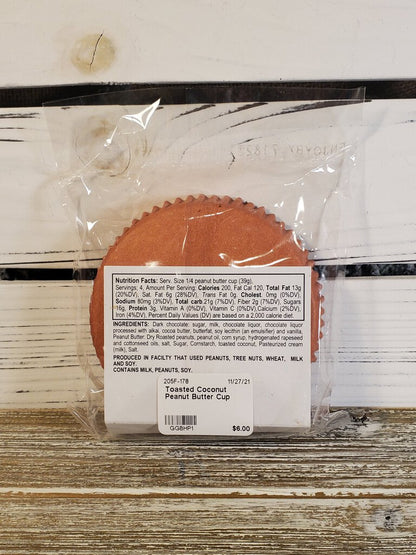 Nutrition Facts: Serv. Size 1/4 peanut butter cup (39g),
Servings: 4, Amount Per Serving: Calories 200, Fat Cal 120, Total Fat 13g
(20%DV), Sat. Fat 6g (28%DV), Trans Fat 0g, Cholest. 0mg (0%DV),
Sodium 80mg (3%DV), Total carb.21g (7%DV), Fiber 2g (7%DV), Sugars
16g, Protein 3g, Vitamin A (0%DV), Vitamin C (0%DV),Calcium (2%DV),
Iron (4%DV), Percent Daily Values (DV) are based on a 2,000 calorie diet.
INGREDIENTS: Dark chocolate: sugar, milk, chocolate liquor, chocolate liquor
processed with alkai, cocoa butter, butterfat, soy lecithin (an emulsifier) and vanilla,
Peanut Butter: Dry Roasted peanuts, peanut oil, corn syrup, hydrogenated rapeseed
and cottonseed oils, salt, Sugar, Cornstarch, toasted coconut, Pasteurized cream
(milk), Salt.
PRODUCED IN FACILTY THAT USED PEANUTS, TREE NUTS, WHEAT, MILK
AND SOY.
CONTAINS MILK, PEANUTS, SOY.
205F-178 11/27/21
Toasted Coconut
Peanut Butter Cup
GGBHP1 $6.00